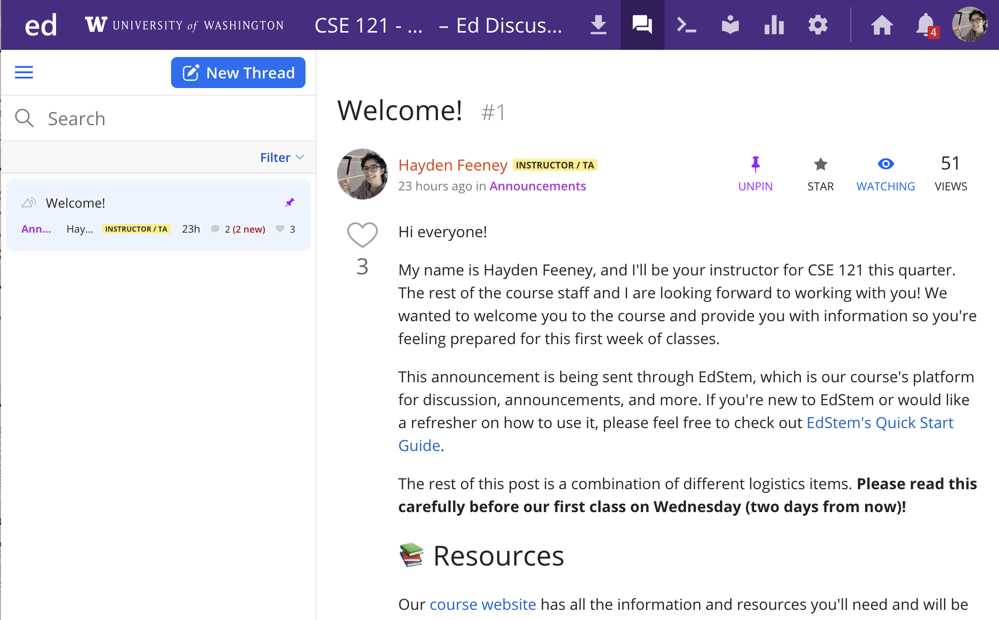 ed W UNIVERSITY of WASHINGTON CSE 121 - ... – Ed Discus... 4
New Thread
Search
Filter
Welcome!
Ann... Hay... INSTRUCTOR / TA 23h 2 (2 new) 3
Welcome! #1
Hayden Feeney INSTRUCTOR / TA
23 hours ago in Announcements
UNPIN
STAR
WATCHING
51
VIEWS
3
Hi everyone!
My name is Hayden Feeney, and I'll be your instructor for CSE 121 this quarter.
The rest of the course staff and I are looking forward to working with you! We
wanted to welcome you to the course and provide you with information so you're
feeling prepared for this first week of classes.
This announcement is being sent through EdStem, which is our course's platform
for discussion, announcements, and more. If you're new to EdStem or would like
a refresher on how to use it, please feel free to check out EdStem's Quick Start
Guide.
The rest of this post is a combination of different logistics items. Please read this
carefully before our first class on Wednesday (two days from now)!
📚 Resources
Our course website has all the information and resources you'll need and will be